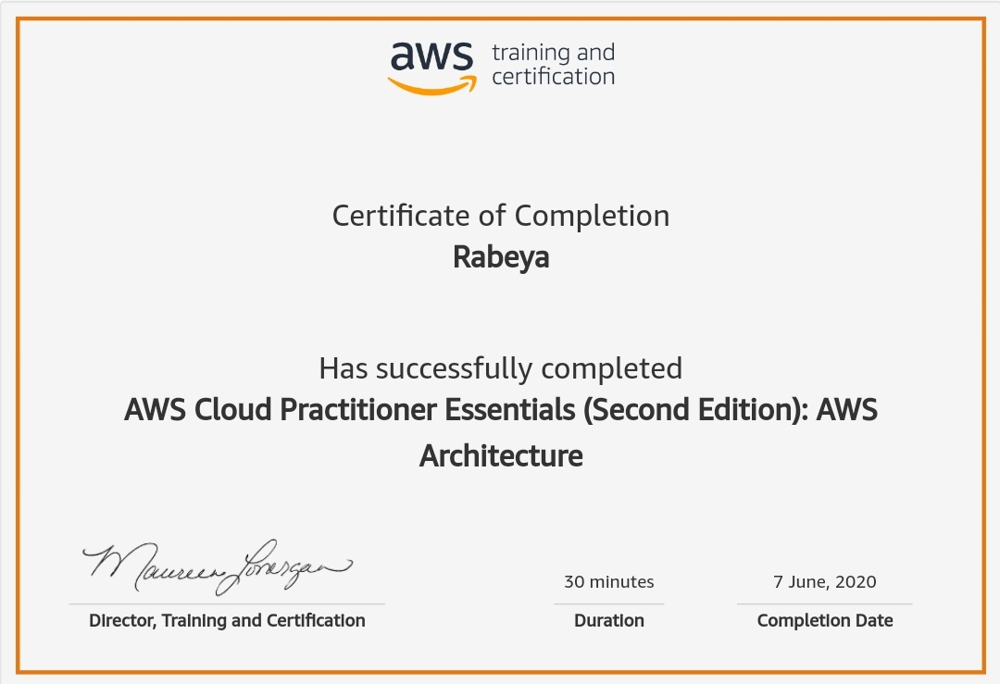 aws training and
certification
Certificate of Completion
Rabeya
Has successfully completed
AWS Cloud Practitioner Essentials (Second Edition): AWS
Architecture
Maureen Lonergan
30 minutes
7 June, 2020
Director, Training and Certification
Duration
Completion Date